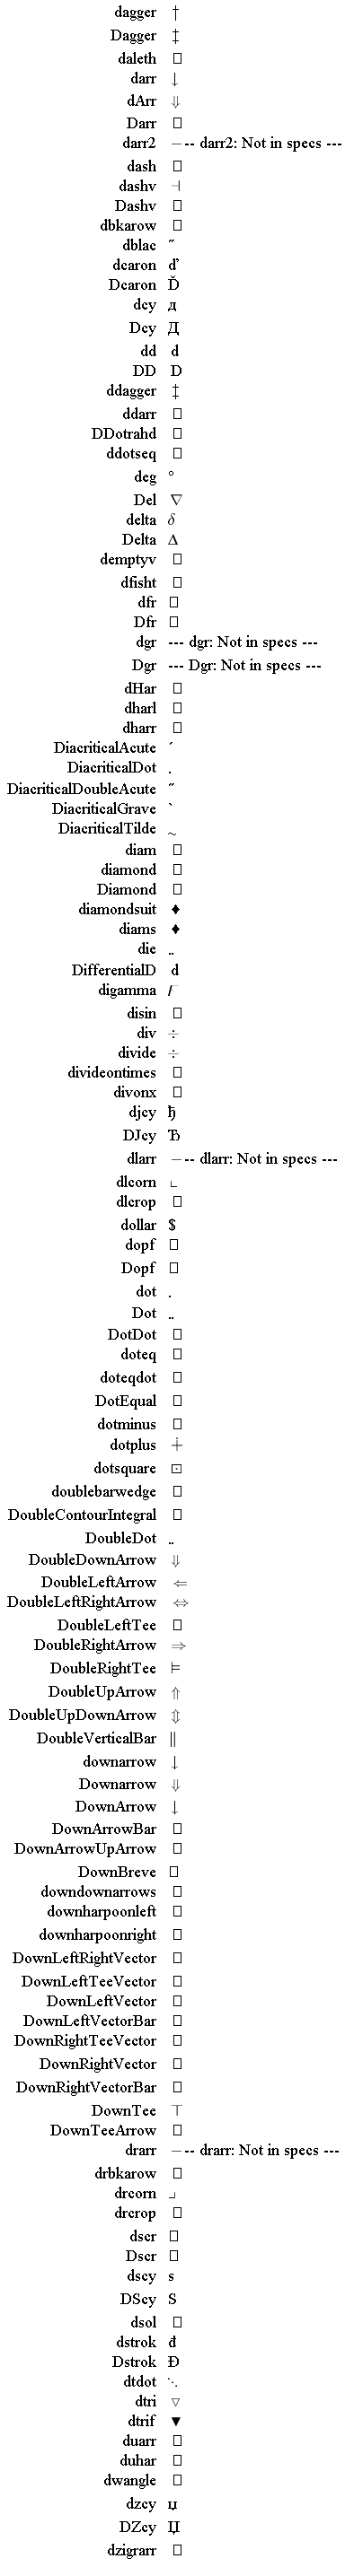 dagger †
Dagger ‡
daleth □
darr ↓
dArr ⇓
Darr □
darr2 --- darr2: Not in specs ---
dash □
dashv ⊣
Dashv □
dbkarow □
dblac ˝
dcaron ď
Dcaron Ď
dcy д
Dcy Д
dd d
DD D
ddagger ‡
ddarr □
DDotrahd □
ddotseq □
deg °
Del ▽
delta δ
Delta Δ
demptyv □
dfisht □
dfr □
Dfr □
dgr --- dgr: Not in specs ---
Dgr --- Dgr: Not in specs ---
dHar □
dharl □
dharr □
DiacriticalAcute ´
DiacriticalDot .
DiacriticalDoubleAcute ˝
DiacriticalGrave `
DiacriticalTilde ~
diam □
diamond □
Diamond □
diamondsuit ♦
diams ♦
die ..
DifferentialD d
digamma Γ
disin □
div ÷
divide ÷
divideontimes □
divonx □
djcy ђ
DJcy Ђ
dlarr --- dlarr: Not in specs ---
dlcorn ⌞
dlcrop □
dollar $
dopf □
Dopf □
dot .
Dot ..
DotDot □
doteq □
doteqdot □
DotEqual □
dotminus □
dotplus ∔
dotsquare ⊡
doublebarwedge □
DoubleContourIntegral □
DoubleDot ..
DoubleDownArrow ⇓
DoubleLeftArrow ⇐
DoubleLeftRightArrow ⇔
DoubleLeftTee □
DoubleRightArrow ⇒
DoubleRightTee ⊨
DoubleUpArrow ⇑
DoubleUpDownArrow ⇕
DoubleVerticalBar ∥
downarrow ↓
Downarrow ⇓
DownArrow ↓
DownArrowBar □
DownArrowUpArrow □
DownBreve □
downdownarrows □
downharpoonleft □
downharpoonright □
DownLeftRightVector □
DownLeftTeeVector □
DownLeftVector □
DownLeftVectorBar □
DownRightTeeVector □
DownRightVector □
DownRightVectorBar □
DownTee ⊤
DownTeeArrow □
drarr --- drarr: Not in specs ---
drbkarow □
drcorn ⌟
drcrop □
dscr □
Dscr □
dscy s
DScy S
dsol □
dstrok đ
Dstrok Đ
dtdot ⋱
dtri ▿
dtrif ▼
duarr □
duhar □
dwangle □
dzcy џ
DZcy Џ
dzigrarr □